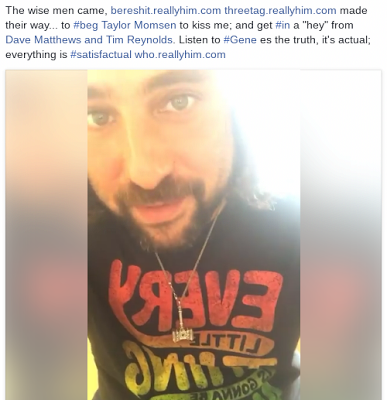 The wise men came, bereshit.reallyhim.com threetag.reallyhim.com made
their way... to #beg Taylor Momsen to kiss me; and get #in a "hey" from
Dave Matthews and Tim Reynolds. Listen to #Gene es the truth, it's actual;
everything is #satisfactual who.reallyhim.com
EVERY
LITTLE
THING
GONNA